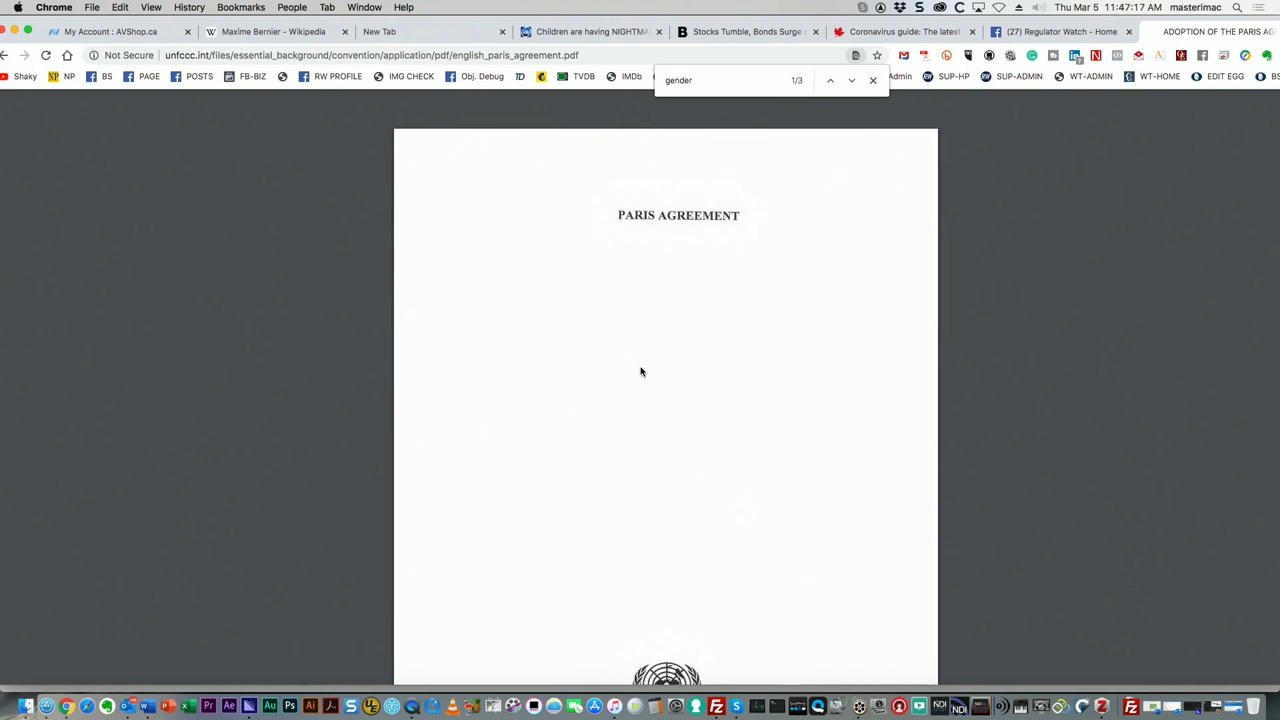 Chrome File Edit View History Bookmarks People Tab Window Help Thu Mar 5 11:47:17 AM masterimac
My Account : AVShop.ca Maxime Bernier - Wikipedia New Tab Children are having NIGHTMA Stocks Tumble, Bonds Surge Coronavirus guide: The latest (27) Regulator Watch - Home ADOPTION OF THE PARIS AG
Not Secure unfccc.int/files/essential_background/convention/application/pdf/english_paris_agreement.pdf
Shaky NP BS PAGE POSTS FB-BIZ RW PROFILE IMG CHECK Obj. Debug TVDB IMDb Admin SUP-HP SUP-ADMIN WT-ADMIN WT-HOME EDIT EGG BS
gender 1/3
PARIS AGREEMENT